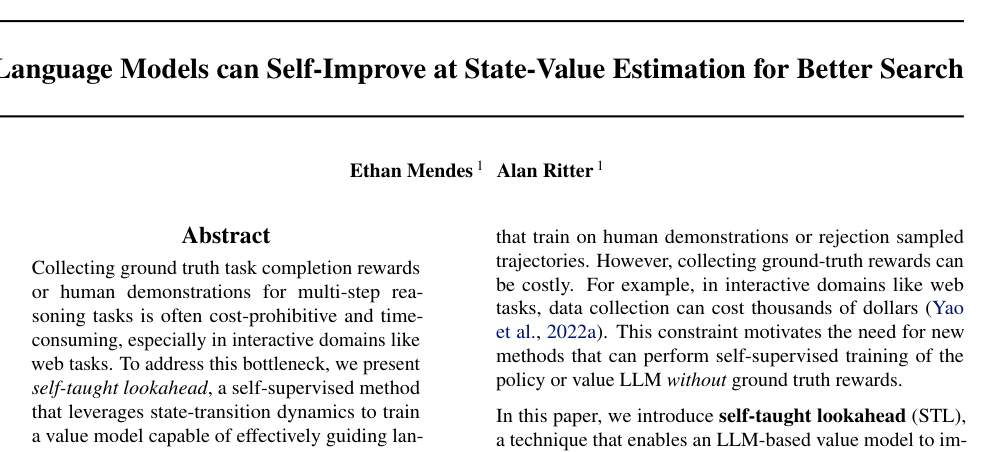 Language Models can Self-Improve at State-Value Estimation for Better Search
Ethan Mendes 1 Alan Ritter 1
Abstract
Collecting ground truth task completion rewards
or human demonstrations for multi-step rea-
soning tasks is often cost-prohibitive and time-
consuming, especially in interactive domains like
web tasks. To address this bottleneck, we present
self-taught lookahead, a self-supervised method
that leverages state-transition dynamics to train
a value model capable of effectively guiding lan-
that train on human demonstrations or rejection sampled
trajectories. However, collecting ground-truth rewards can
be costly. For example, in interactive domains like web
tasks, data collection can cost thousands of dollars (Yao
et al., 2022a). This constraint motivates the need for new
methods that can perform self-supervised training of the
policy or value LLM without ground truth rewards.
In this paper, we introduce self-taught lookahead (STL),
a technique that enables an LLM-based value model to im-